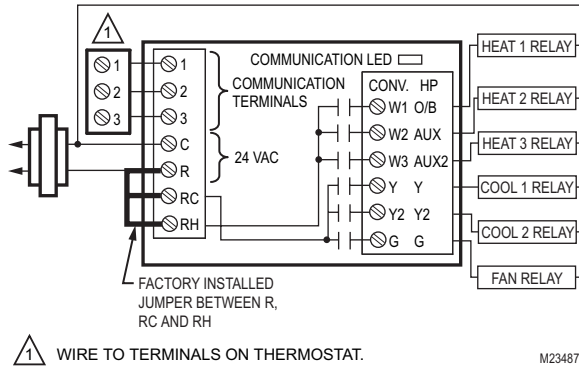 1
1
2
3
1
2
3
C
R
RC
RH
COMMUNICATION LED
COMMUNICATION
TERMINALS
24 VAC
CONV. HP
W1 O/B
W2 AUX
W3 AUX2
Y Y
Y2 Y2
G G
HEAT 1 RELAY
HEAT 2 RELAY
HEAT 3 RELAY
COOL 1 RELAY
COOL 2 RELAY
FAN RELAY
FACTORY INSTALLED
JUMPER BETWEEN R,
RC AND RH
1 WIRE TO TERMINALS ON THERMOSTAT.
M23487